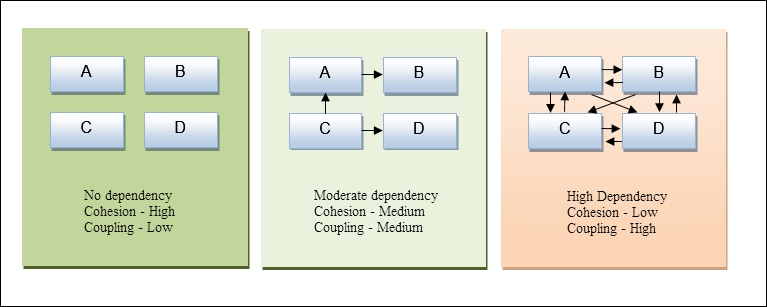 A B
C D
No dependency
Cohesion - High
Coupling - Low
A B
C D
Moderate dependency
Cohesion - Medium
Coupling - Medium
A B
C D
High Dependency
Cohesion - Low
Coupling - High